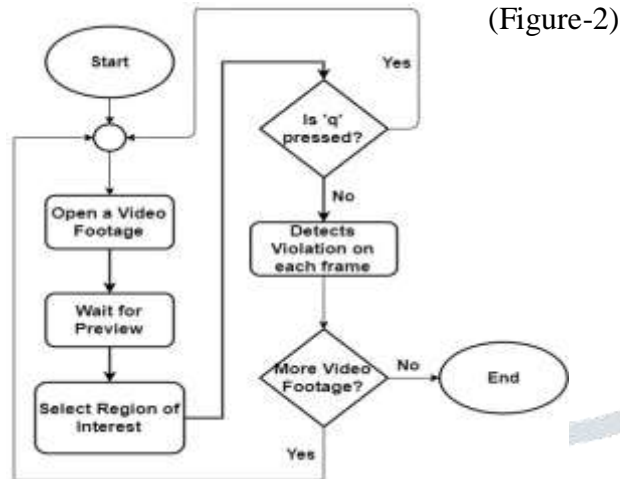 (Figure-2)
Start
Yes
Is 'q'
pressed?
No
Open a Video
Footage
Detects
Violation on
each frame
Wait for
Preview
More Video
Footage?
No
End
Select Region of
Interest
Yes